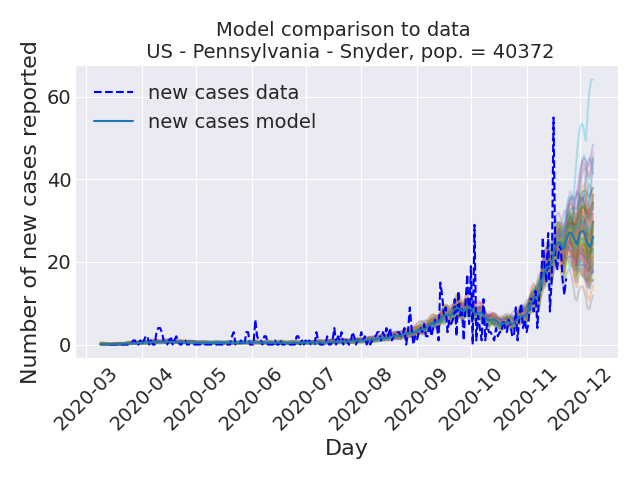 Model comparison to data
US - Pennsylvania - Snyder, pop. = 40372
Number of new cases reported
60
40
20
0
new cases data
new cases model
2020-03
2020-04
2020-05
2020-06
2020-07
2020-08
2020-09
2020-10
2020-11
2020-12
Day